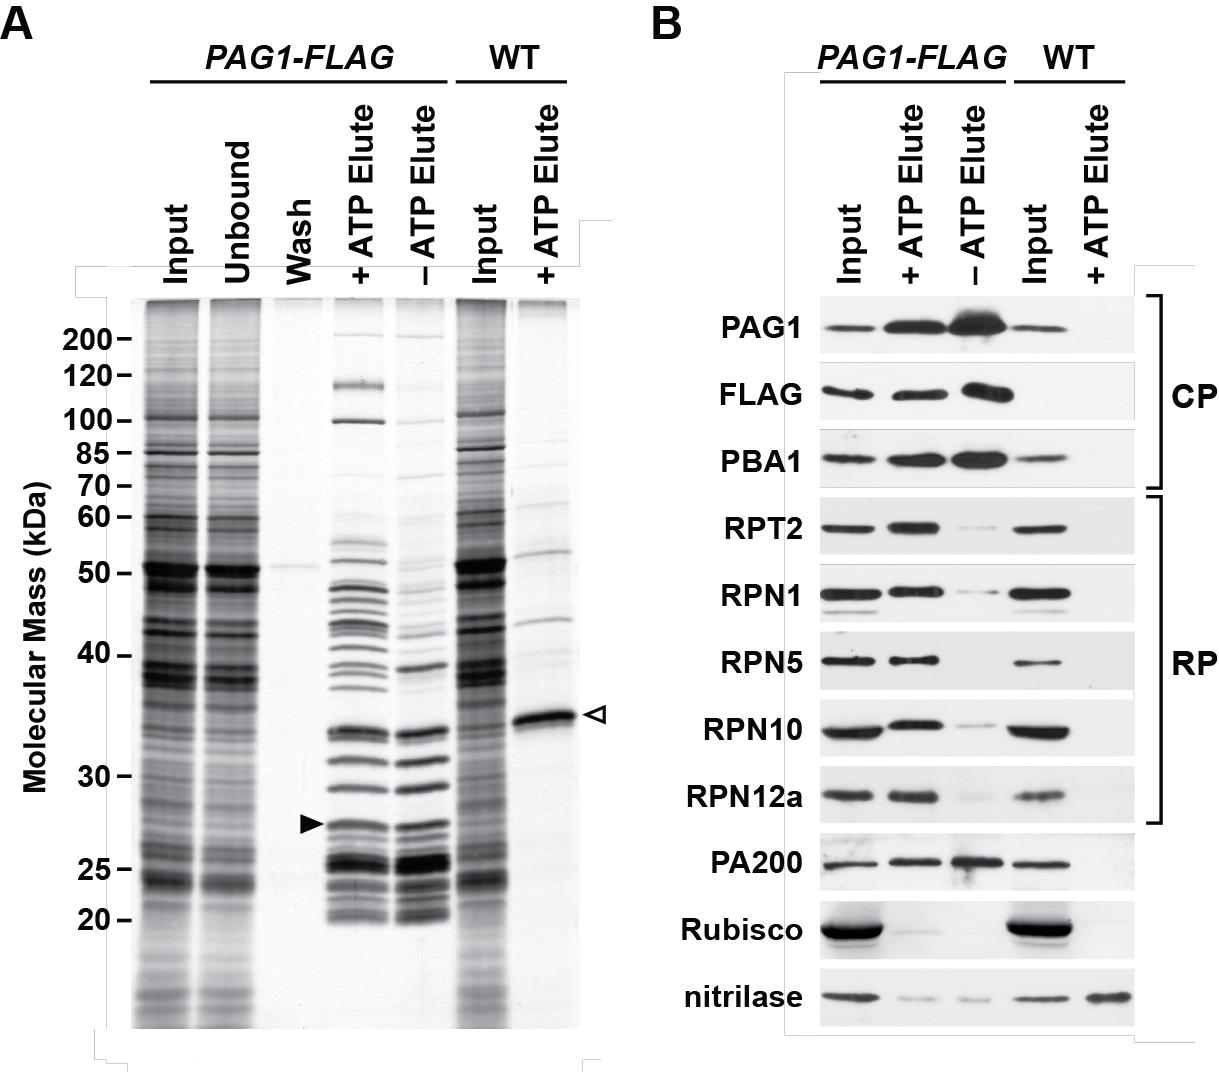 A
PAG1-FLAG
WT
Input
Unbound
Wash
+ ATP Elute
– ATP Elute
Input
+ ATP Elute
Molecular Mass (kDa)
200
120
100
85
70
60
50
40
30
25
20
B
PAG1-FLAG
WT
Input
+ ATP Elute
– ATP Elute
Input
+ ATP Elute
PAG1
FLAG
PBA1
CP
RPT2
RPN1
RPN5
RPN10
RPN12a
RP
PA200
Rubisco
nitrilase